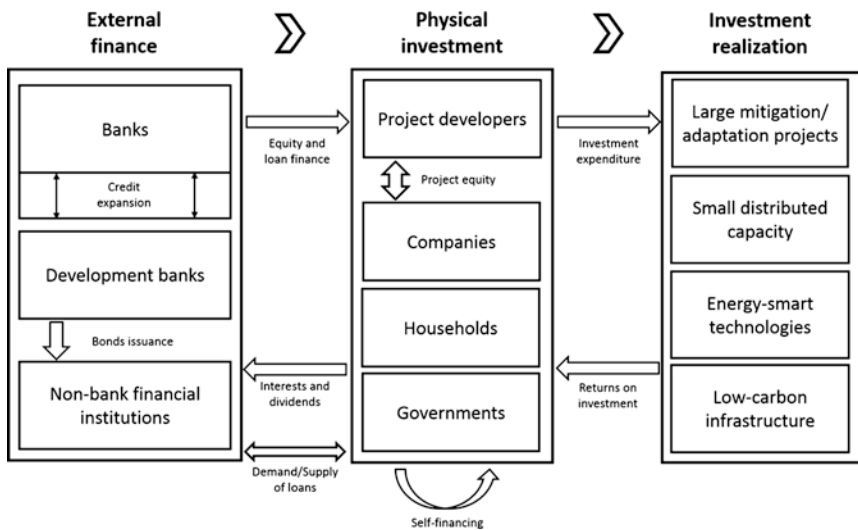 External
finance
Physical
investment
Investment
realization
Banks
Credit
expansion
Development banks
Bonds issuance
Non-bank financial
institutions
Equity and
loan finance
Interests and
dividends
Demand/Supply
of loans
Project developers
Project equity
Companies
Households
Governments
Self-financing
Investment
expenditure
Returns on
investment
Large mitigation/
adaptation projects
Small distributed
capacity
Energy-smart
technologies
Low-carbon
infrastructure